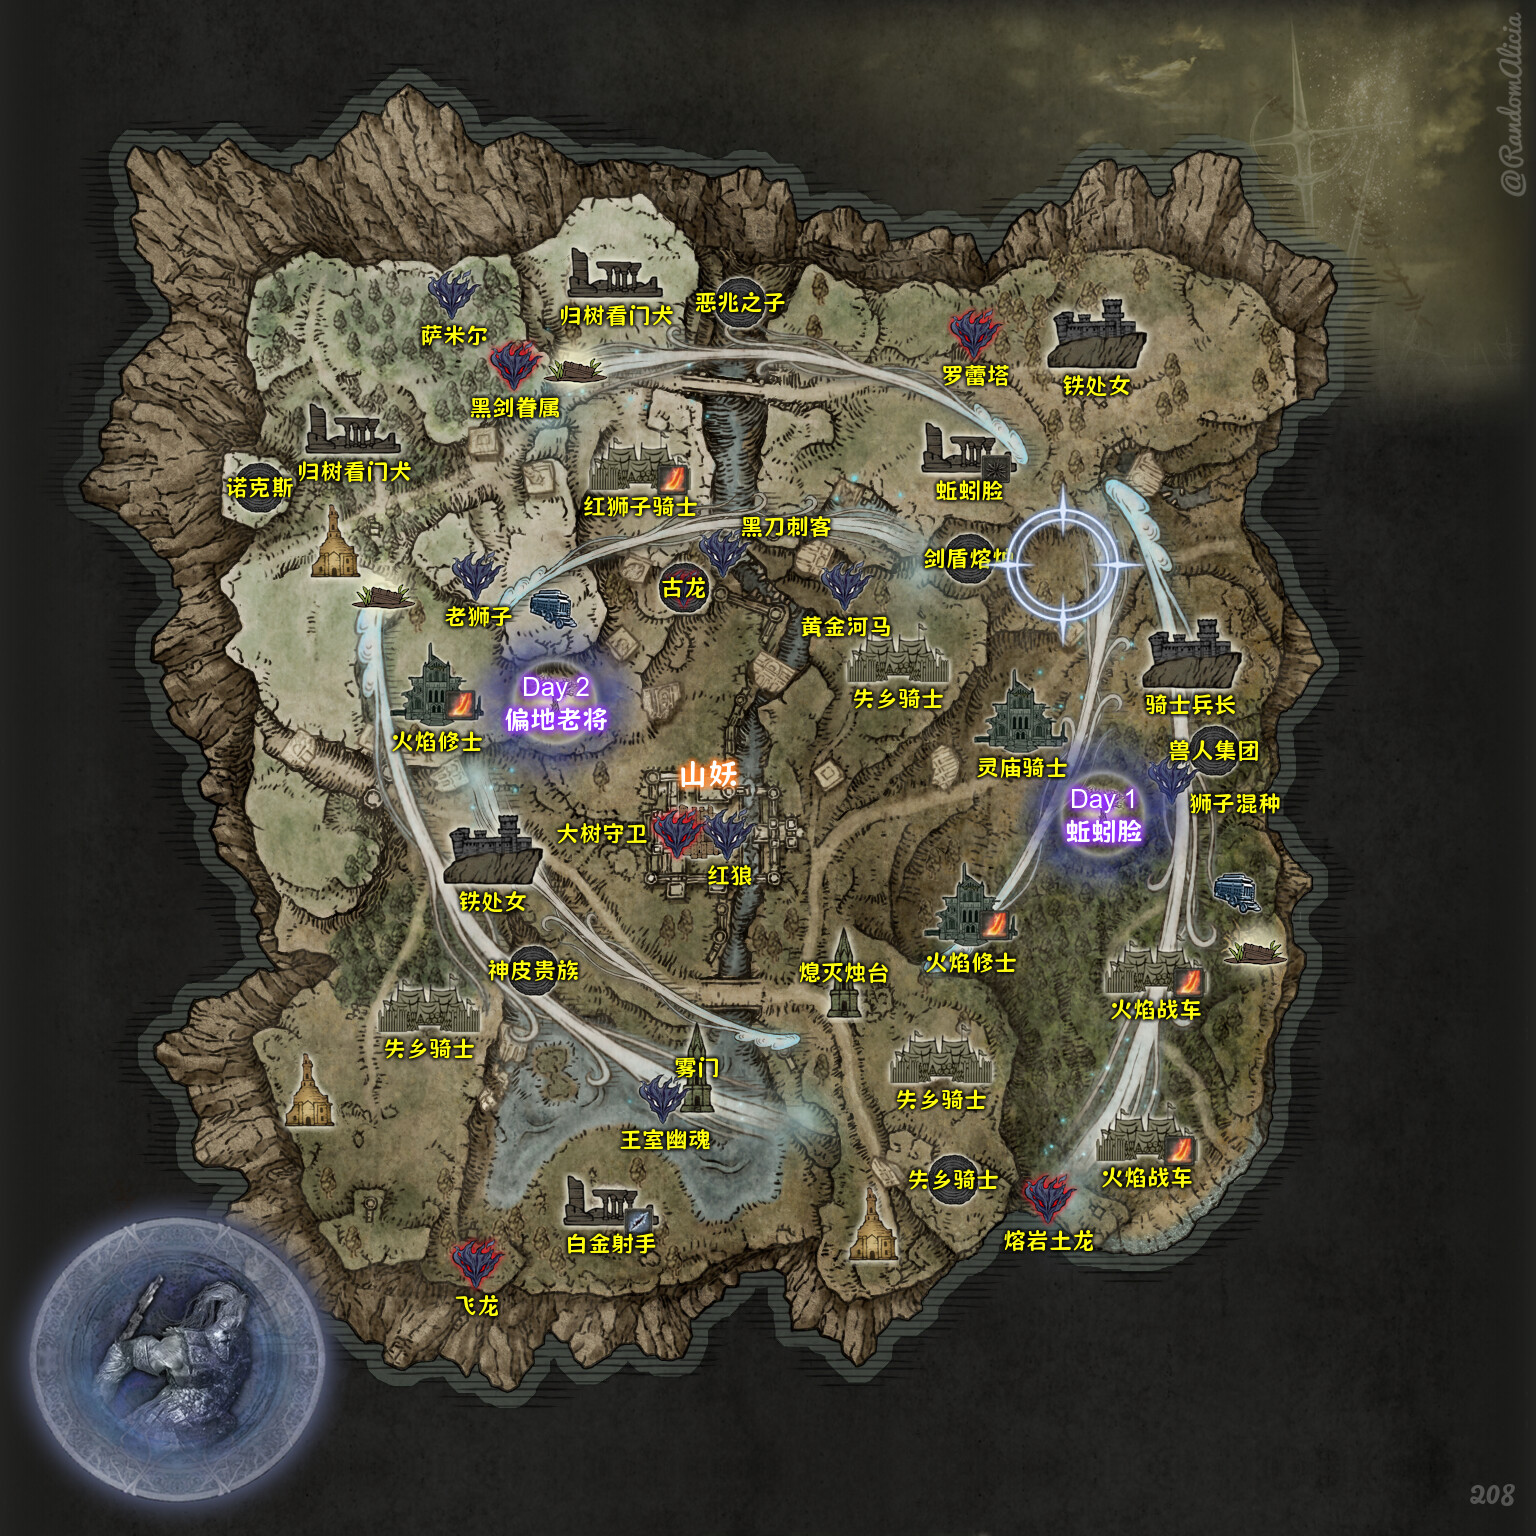 @RandomAlicia
恶兆之子
归树看门犬
萨米尔
罗蕾塔
铁处女
黑剑眷属
归树看门犬
诺克斯
红狮子骑士
蚯蚓脸
黑刀刺客
剑盾熔炉
古龙
老狮子
黄金河马
Day 2
偏地老将
失乡骑士
骑士兵长
火焰修士
兽人集团
灵庙骑士
山妖
Day 1
蚯蚓脸
狮子混种
大树守卫
红狼
铁处女
神皮贵族
熄灭烛台
火焰修士
火焰战车
失乡骑士
雾门
失乡骑士
王室幽魂
失乡骑士
火焰战车
白金射手
熔岩土龙
飞龙
208